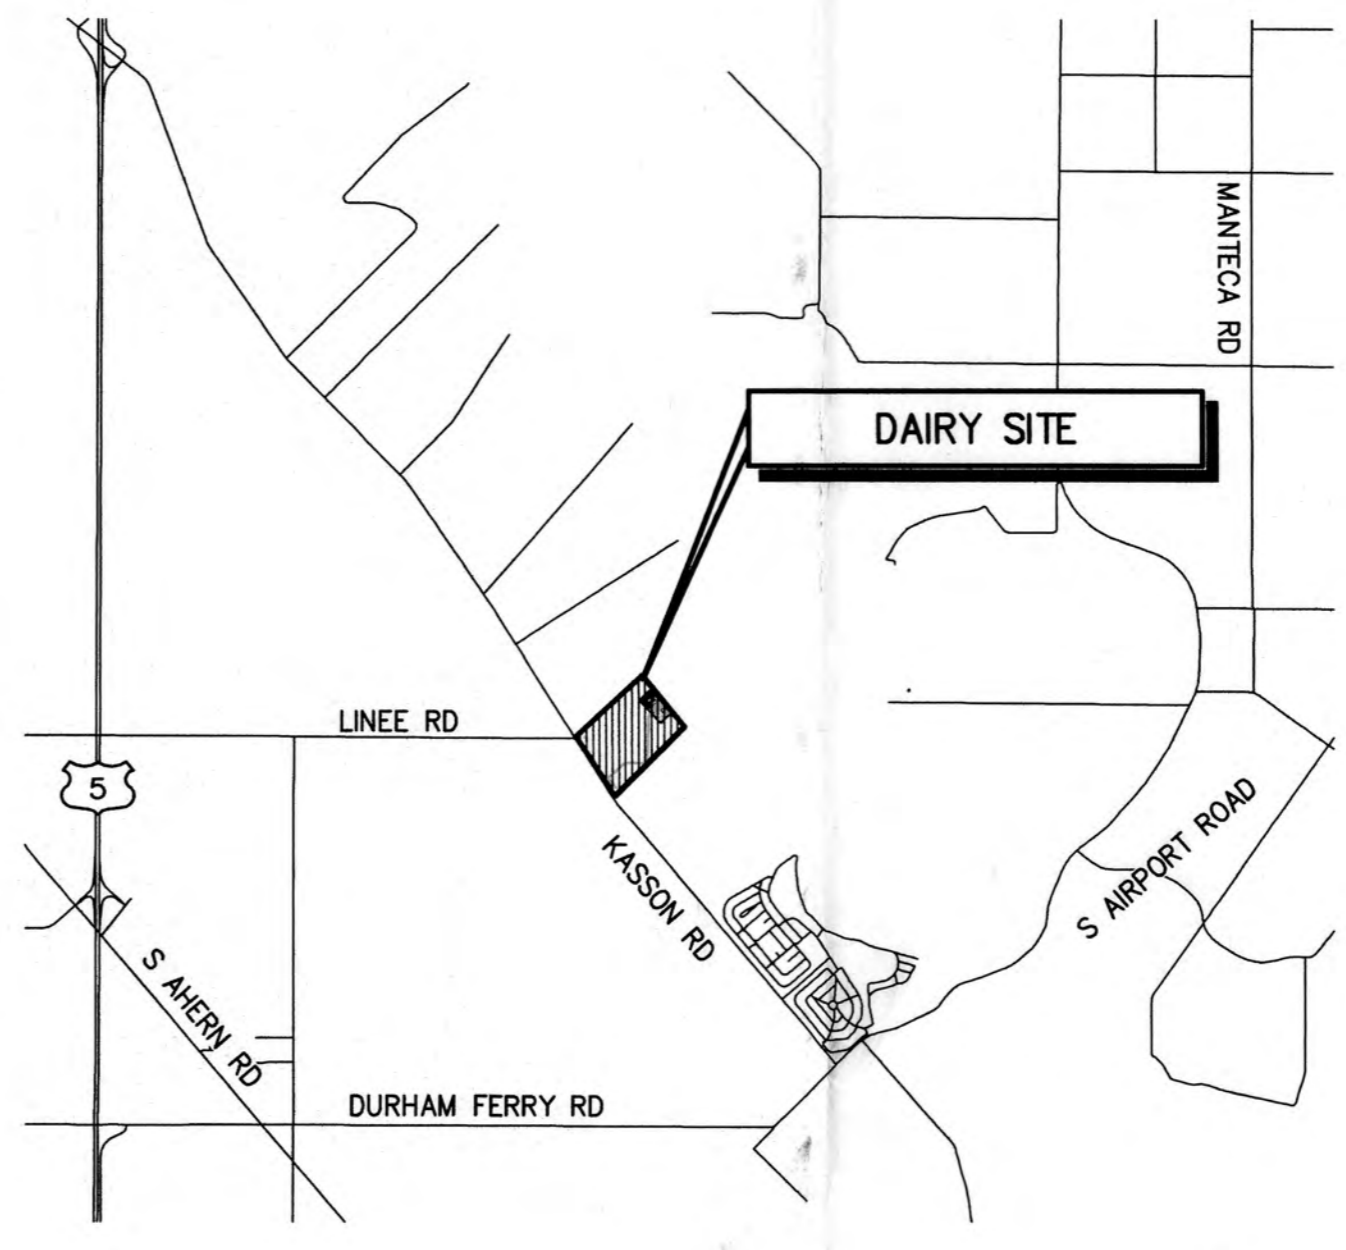 MANTECA RD
DAIRY SITE
LINEE RD
5
KASSON RD
S AIRPORT ROAD
S AHERN RD
DURHAM FERRY RD